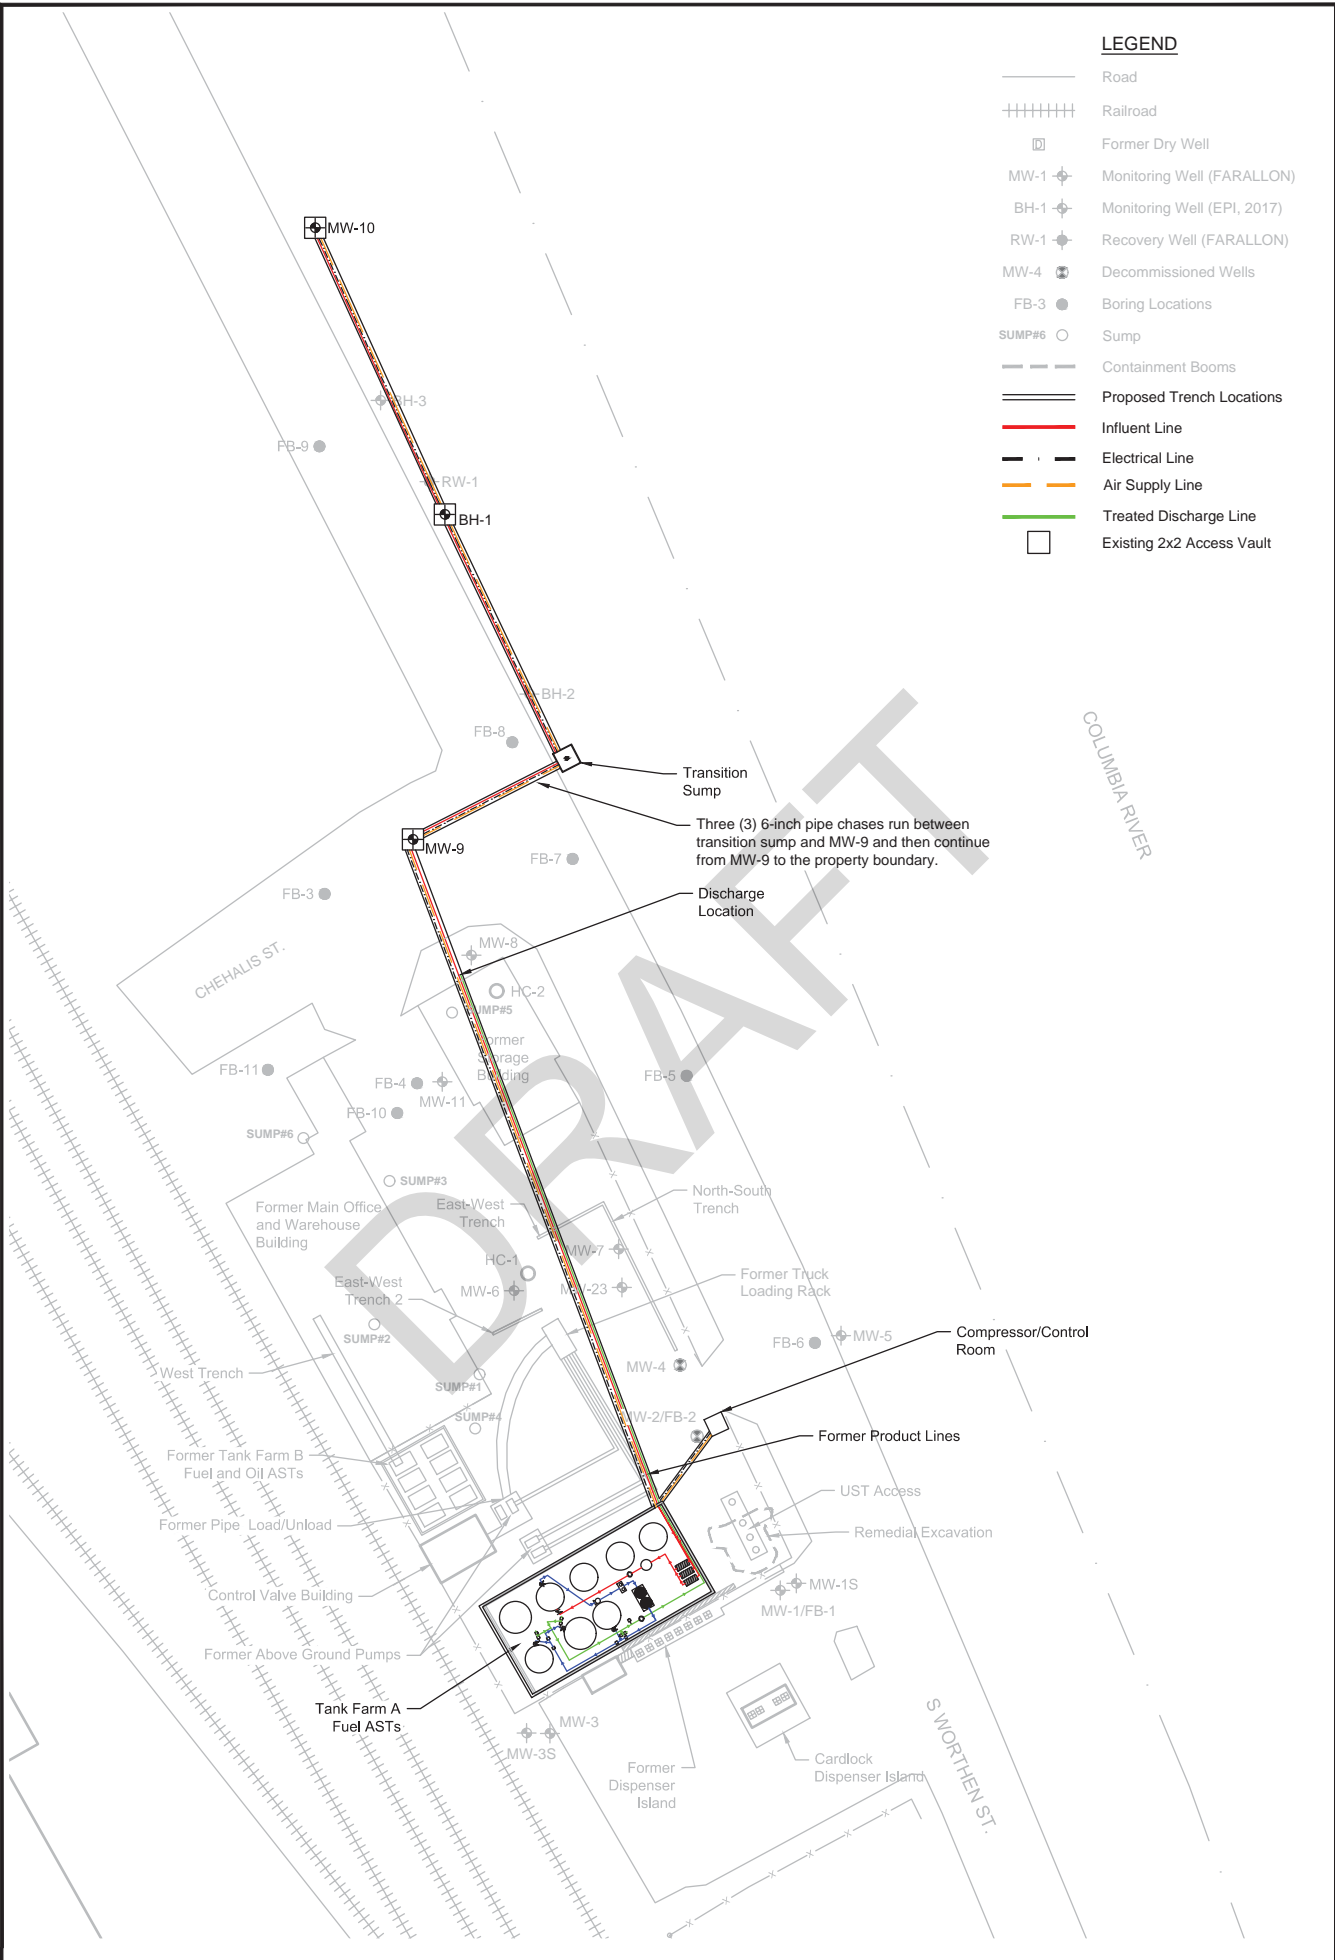 LEGEND
Road
Railroad
D
Former Dry Well
MW-1
Monitoring Well (FARALLON)
BH-1
Monitoring Well (EPI, 2017)
RW-1
Recovery Well (FARALLON)
MW-4
Decommissioned Wells
FB-3
Boring Locations
SUMP#6
Sump
Containment Booms
Proposed Trench Locations
Influent Line
Electrical Line
Air Supply Line
Treated Discharge Line
Existing 2x2 Access Vault
MW-10
BH-3
FB-9
RW-1
BH-1
BH-2
FB-8
Transition
Sump
COLUMBIA RIVER
Three (3) 6-inch pipe chases run between
transition sump and MW-9 and then continue
from MW-9 to the property boundary.
MW-9
FB-7
FB-3
Discharge
Location
CHEHALIS ST.
MW-8
HC-2
UMP#5
ormer
Storage
Building
FB-11
FB-4
MW-11
FB-10
FB-5
SUMP#6
SUMP#3
DRAFT
Former Main Office
and Warehouse
Building
East-West
Trench
North-South
Trench
MW-7
HC-1
MW-6
MW-23
East-West
Trench 2
Former Truck
Loading Rack
SUMP#2
FB-6
MW-5
Compressor/Control
Room
West Trench
SUMP#1
MW-4
SUMP#4
MW-2/FB-2
Former Product Lines
Former Tank Farm B
Fuel and Oil ASTs
UST Access
Former Pipe Load/Unload
Remedial Excavation
Control Valve Building
MW-1S
MW-1/FB-1
Former Above Ground Pumps
Tank Farm A
Fuel ASTs
MW-3
MW-3S
Former
Dispenser
Island
Cardlock
Dispenser Island
S WORTHEN ST.